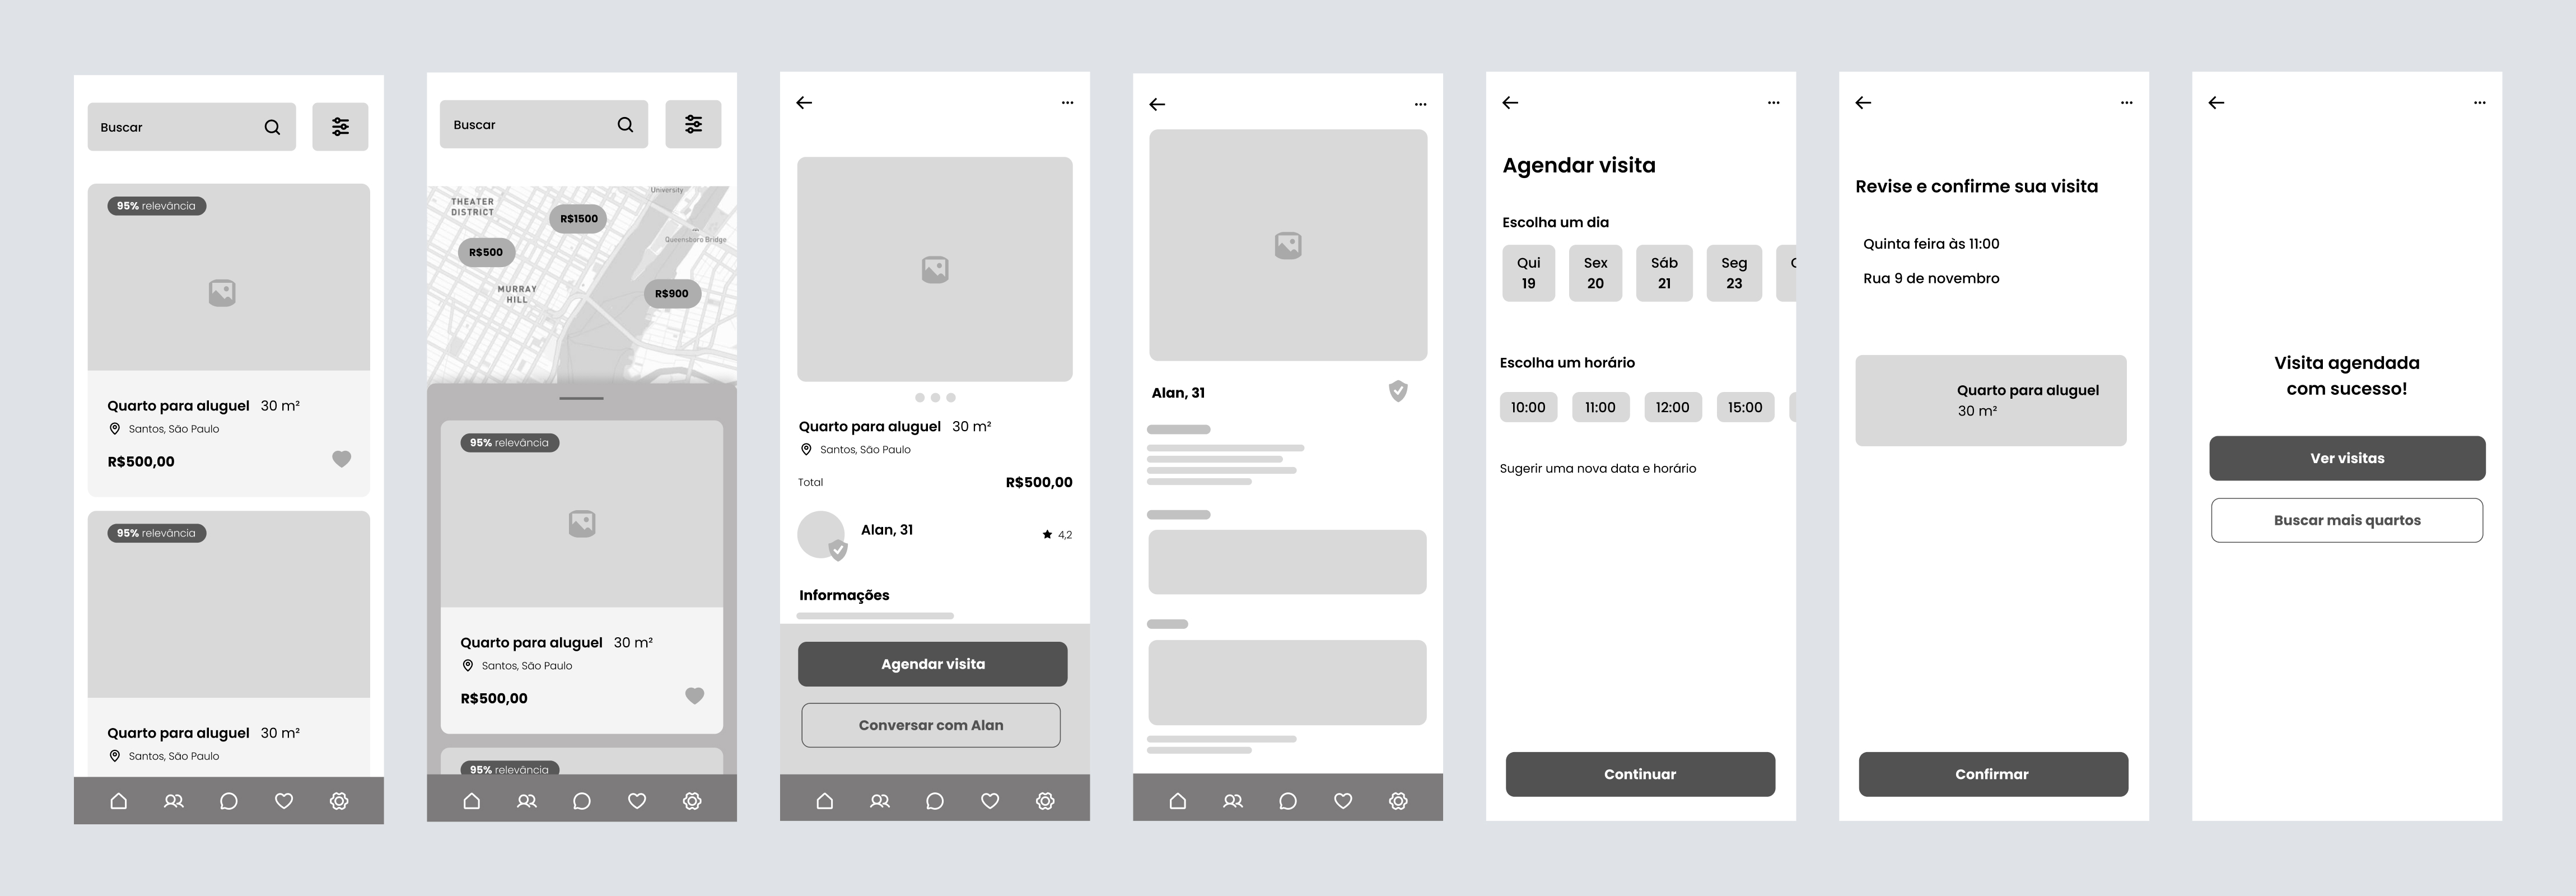 Buscar
95% relevância
Quarto para aluguel 30 m²
Santos, São Paulo
R$500,00
95% relevância
Quarto para aluguel 30 m²
Santos, São Paulo
Buscar
University
THEATER
DISTRICT
R$1500
Queensboro Bridge
R$500
MURRAY
HILL
R$900
95% relevância
Quarto para aluguel 30 m²
Santos, São Paulo
R$500,00
95% relevância
Quarto para aluguel 30 m²
Santos, São Paulo
Total R$500,00
Alan, 31
4,2
Informações
Agendar visita
Conversar com Alan
Alan, 31
Agendar visita
Escolha um dia
Qui Sex Sáb Seg
19 20 21 23
Escolha um horário
10:00 11:00 12:00 15:00
Sugerir uma nova data e horário
Continuar
Revise e confirme sua visita
Quinta feira às 11:00
Rua 9 de novembro
Quarto para aluguel
30 m²
Confirmar
Visita agendada
com sucesso!
Ver visitas
Buscar mais quartos